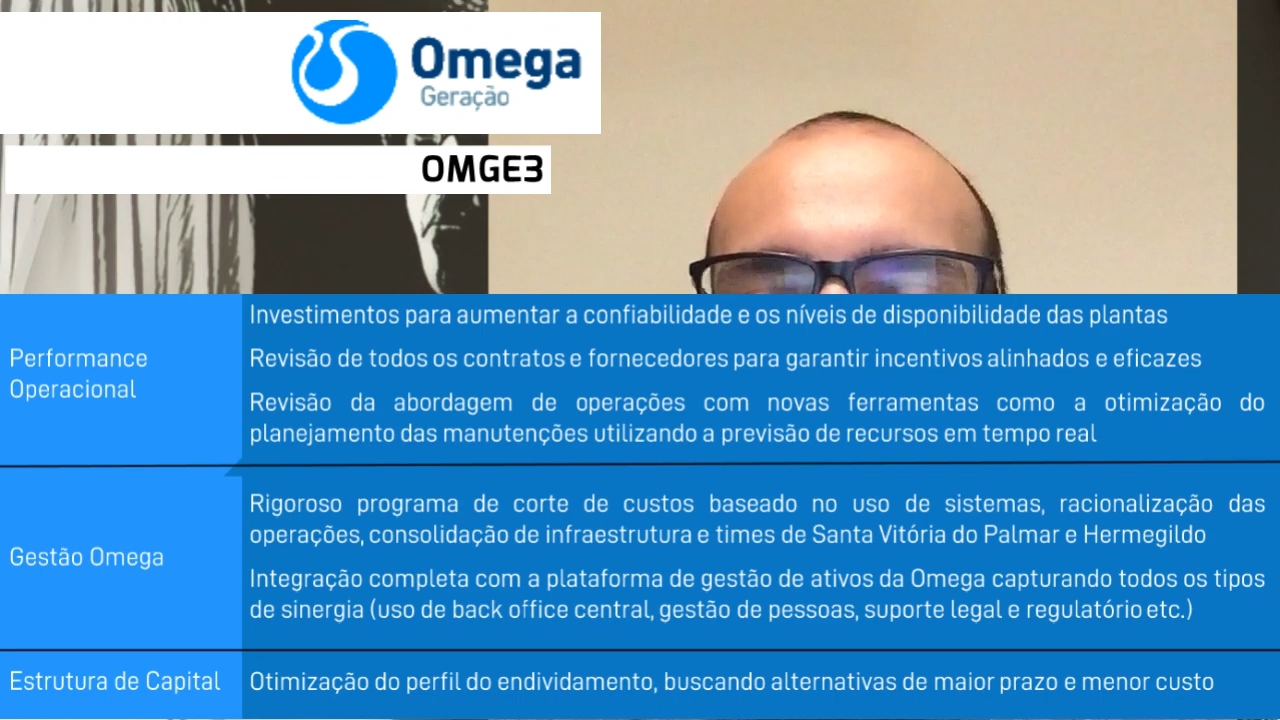 Omega
Geração
OMGE3
Performance
Operacional
Investimentos para aumentar a confiabilidade e os níveis de disponibilidade das plantas
Revisão de todos os contratos e fornecedores para garantir incentivos alinhados e eficazes
Revisão da abordagem de operações com novas ferramentas como a otimização do
planejamento das manutenções utilizando a previsão de recursos em tempo real
Gestão Omega
Rigoroso programa de corte de custos baseado no uso de sistemas, racionalização das
operações, consolidação de infraestrutura e times de Santa Vitória do Palmar e Hermegildo
Integração completa com a plataforma de gestão de ativos da Omega capturando todos os tipos
de sinergia (uso de back office central, gestão de pessoas, suporte legal e regulatório etc.)
Estrutura de Capital
Otimização do perfil do endividamento, buscando alternativas de maior prazo e menor custo